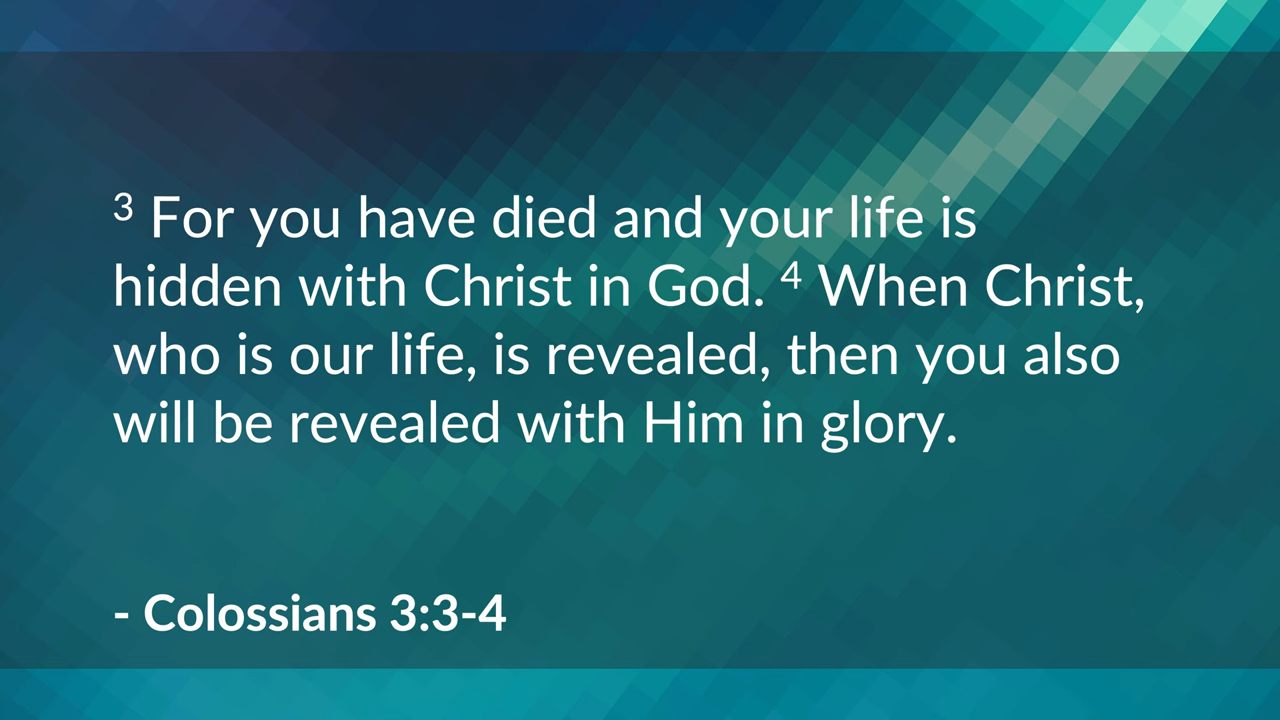 ³ For you have died and your life is
hidden with Christ in God. ⁴ When Christ,
who is our life, is revealed, then you also
will be revealed with Him in glory.
- Colossians 3:3-4